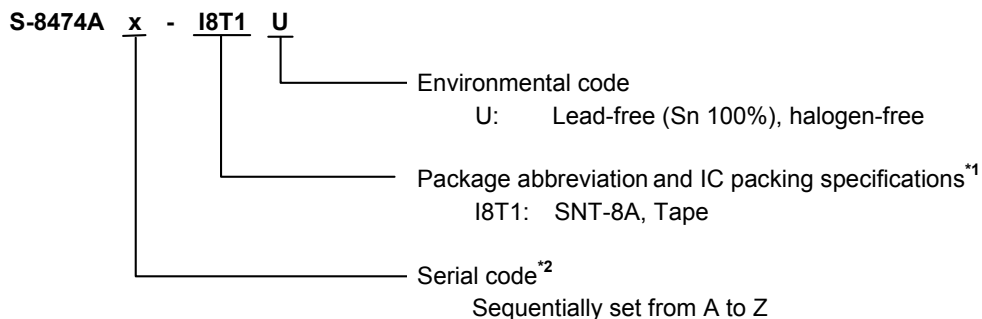 S-8474A x - I8T1 U
Environmental code
U: Lead-free (Sn 100%), halogen-free
Package abbreviation and IC packing specifications*1
I8T1: SNT-8A, Tape
Serial code*2
Sequentially set from A to Z